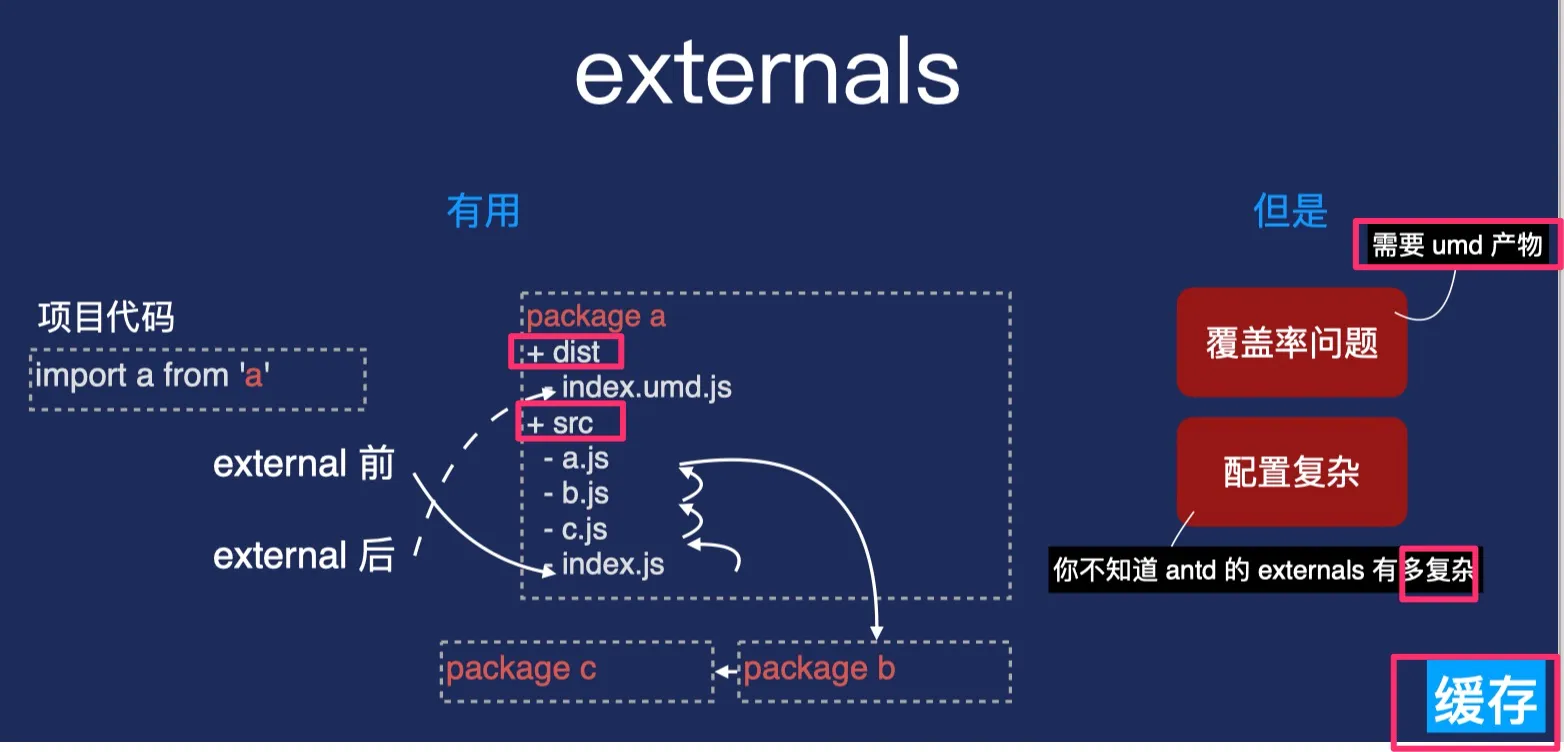 externals
有用
但是
需要 umd 产物
项目代码
import a from 'a'
package a
+ dist
- index.umd.js
+ src
- a.js
- b.js
- c.js
- index.js
external 前
external 后
package c
package b
覆盖率问题
配置复杂
你不知道 antd 的 externals 有多复杂
缓存